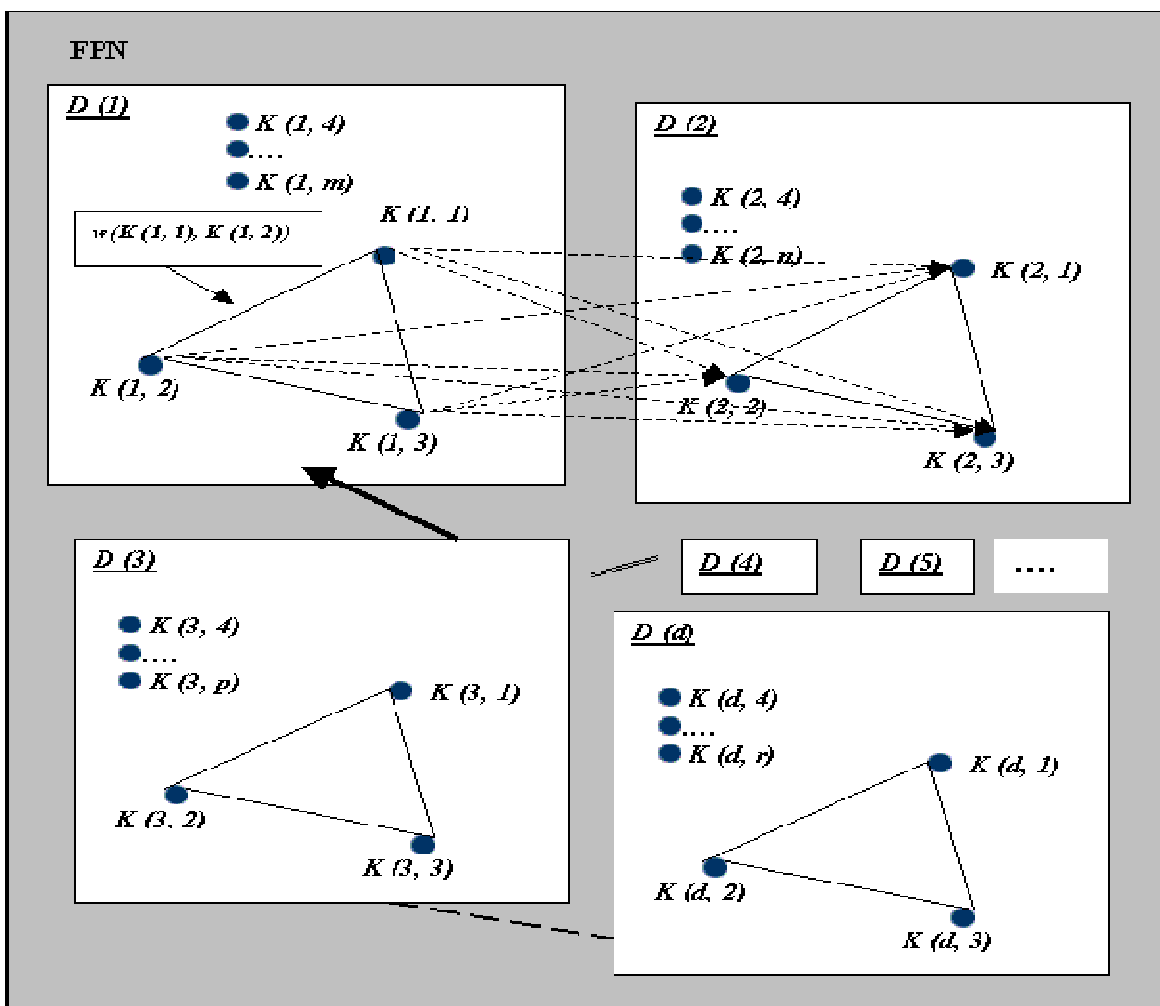 FPN
D (1)
K (1, 4)
....
K (1, m)
K (1, 1)
w(K (1, 1), K (1, 2))
K (1, 2)
K (1, 3)
D (2)
K (2, 4)
....
K (2, n)
K (2, 1)
K (2, 2)
K (2, 3)
D (3)
K (3, 4)
....
K (3, p)
K (3, 1)
K (3, 2)
K (3, 3)
D (4)
D (5)
....
D (d)
K (d, 4)
....
K (d, r)
K (d, 1)
K (d, 2)
K (d, 3)